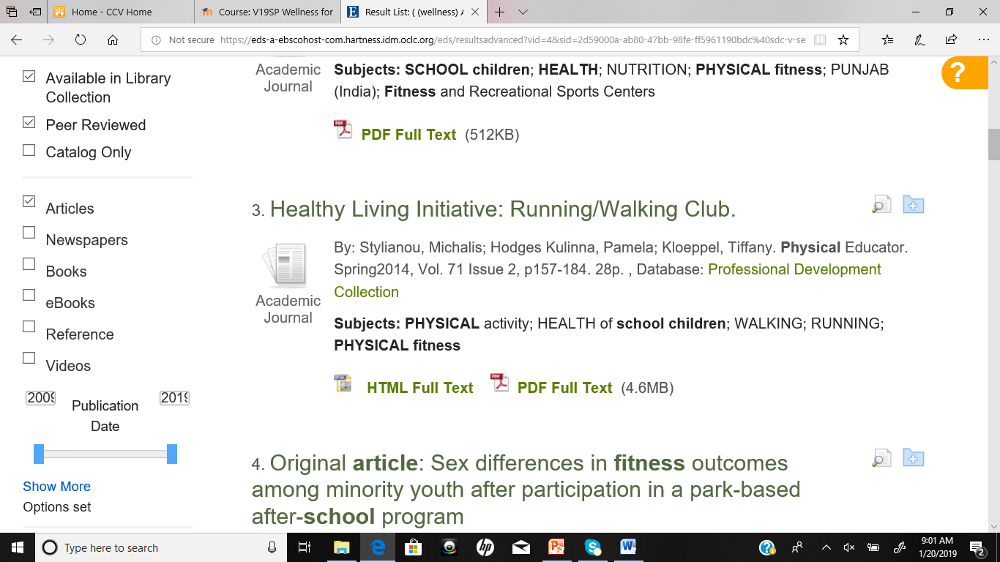 Home - CCV Home
Course: V19SP Wellness for
Result List: ( (wellness) A
Not secure https://eds-a-ebscohost-com.hartness.idm.oclc.org/eds/resultsadvanced?vid=4&sid=2d59000a-ab80-47bb-98fe-ff5961190bdc%40sdc-v-se
Available in Library
Collection
Peer Reviewed
Catalog Only
Articles
Newspapers
Books
eBooks
Reference
Videos
2009 Publication 2019
Date
Show More
Options set
Academic
Journal
Subjects: SCHOOL children; HEALTH; NUTRITION; PHYSICAL fitness; PUNJAB
(India); Fitness and Recreational Sports Centers
PDF Full Text (512KB)
?
3. Healthy Living Initiative: Running/Walking Club.
Academic
Journal
By: Stylianou, Michalis; Hodges Kulinna, Pamela; Kloeppel, Tiffany. Physical Educator.
Spring2014, Vol. 71 Issue 2, p157-184. 28p. , Database: Professional Development
Collection
Subjects: PHYSICAL activity; HEALTH of school children; WALKING; RUNNING;
PHYSICAL fitness
HTML Full Text PDF Full Text (4.6MB)
4. Original article: Sex differences in fitness outcomes
among minority youth after participation in a park-based
after-school program
Type here to search
9:01 AM
1/20/2019
2